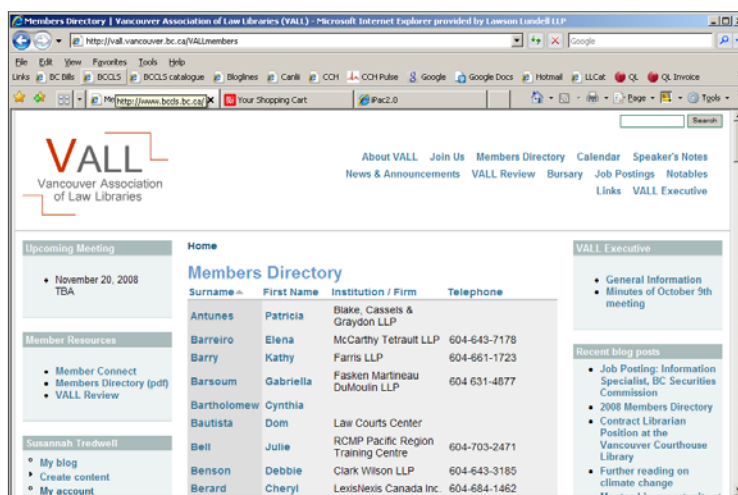 Members Directory | Vancouver Association of Law Libraries (VALL) - Microsoft Internet Explorer provided by Lawson Lundell LLP
http://vall.vancouver.bc.ca/VALLmembers
Google
File Edit View Favorites Tools Help
Links BC Bills BCCLS BCCLS catalogue Bloglines Canlii CCH CCH Pulse Google Google Docs Hotmail LLCat QL QL Invoice
http://www.bccls.bc.ca/ Your Shopping Cart iPac2.0 Page Tools
Search
VALL
Vancouver Association
of Law Libraries
About VALL Join Us Members Directory Calendar Speaker's Notes
News & Announcements VALL Review Bursary Job Postings Notables
Links VALL Executive
Upcoming Meeting
November 20, 2008
TBA
Member Resources
Member Connect
Members Directory (pdf)
VALL Review
Susannah Tredwell
My blog
Create content
My account
Home
Members Directory
Surname First Name Institution / Firm Telephone
Antunes Patricia Blake, Cassels & Graydon LLP
Barreiro Elena McCarthy Tetrault LLP 604-643-7178
Barry Kathy Farris LLP 604-661-1723
Barsoum Gabriella Fasken Martineau DuMoulin LLP 604 631-4877
Bartholomew Cynthia
Bautista Dom Law Courts Center
Bell Julie RCMP Pacific Region Training Centre 604-703-2471
Benson Debbie Clark Wilson LLP 604-643-3185
Berard Cheryl LexisNexis Canada Inc. 604-684-1462
VALL Executive
General Information
Minutes of October 9th
meeting
Recent blog posts
Job Posting: Information
Specialist, BC Securities
Commission
2008 Members Directory
Contract Librarian
Position at the
Vancouver Courthouse
Library
Further reading on
climate change